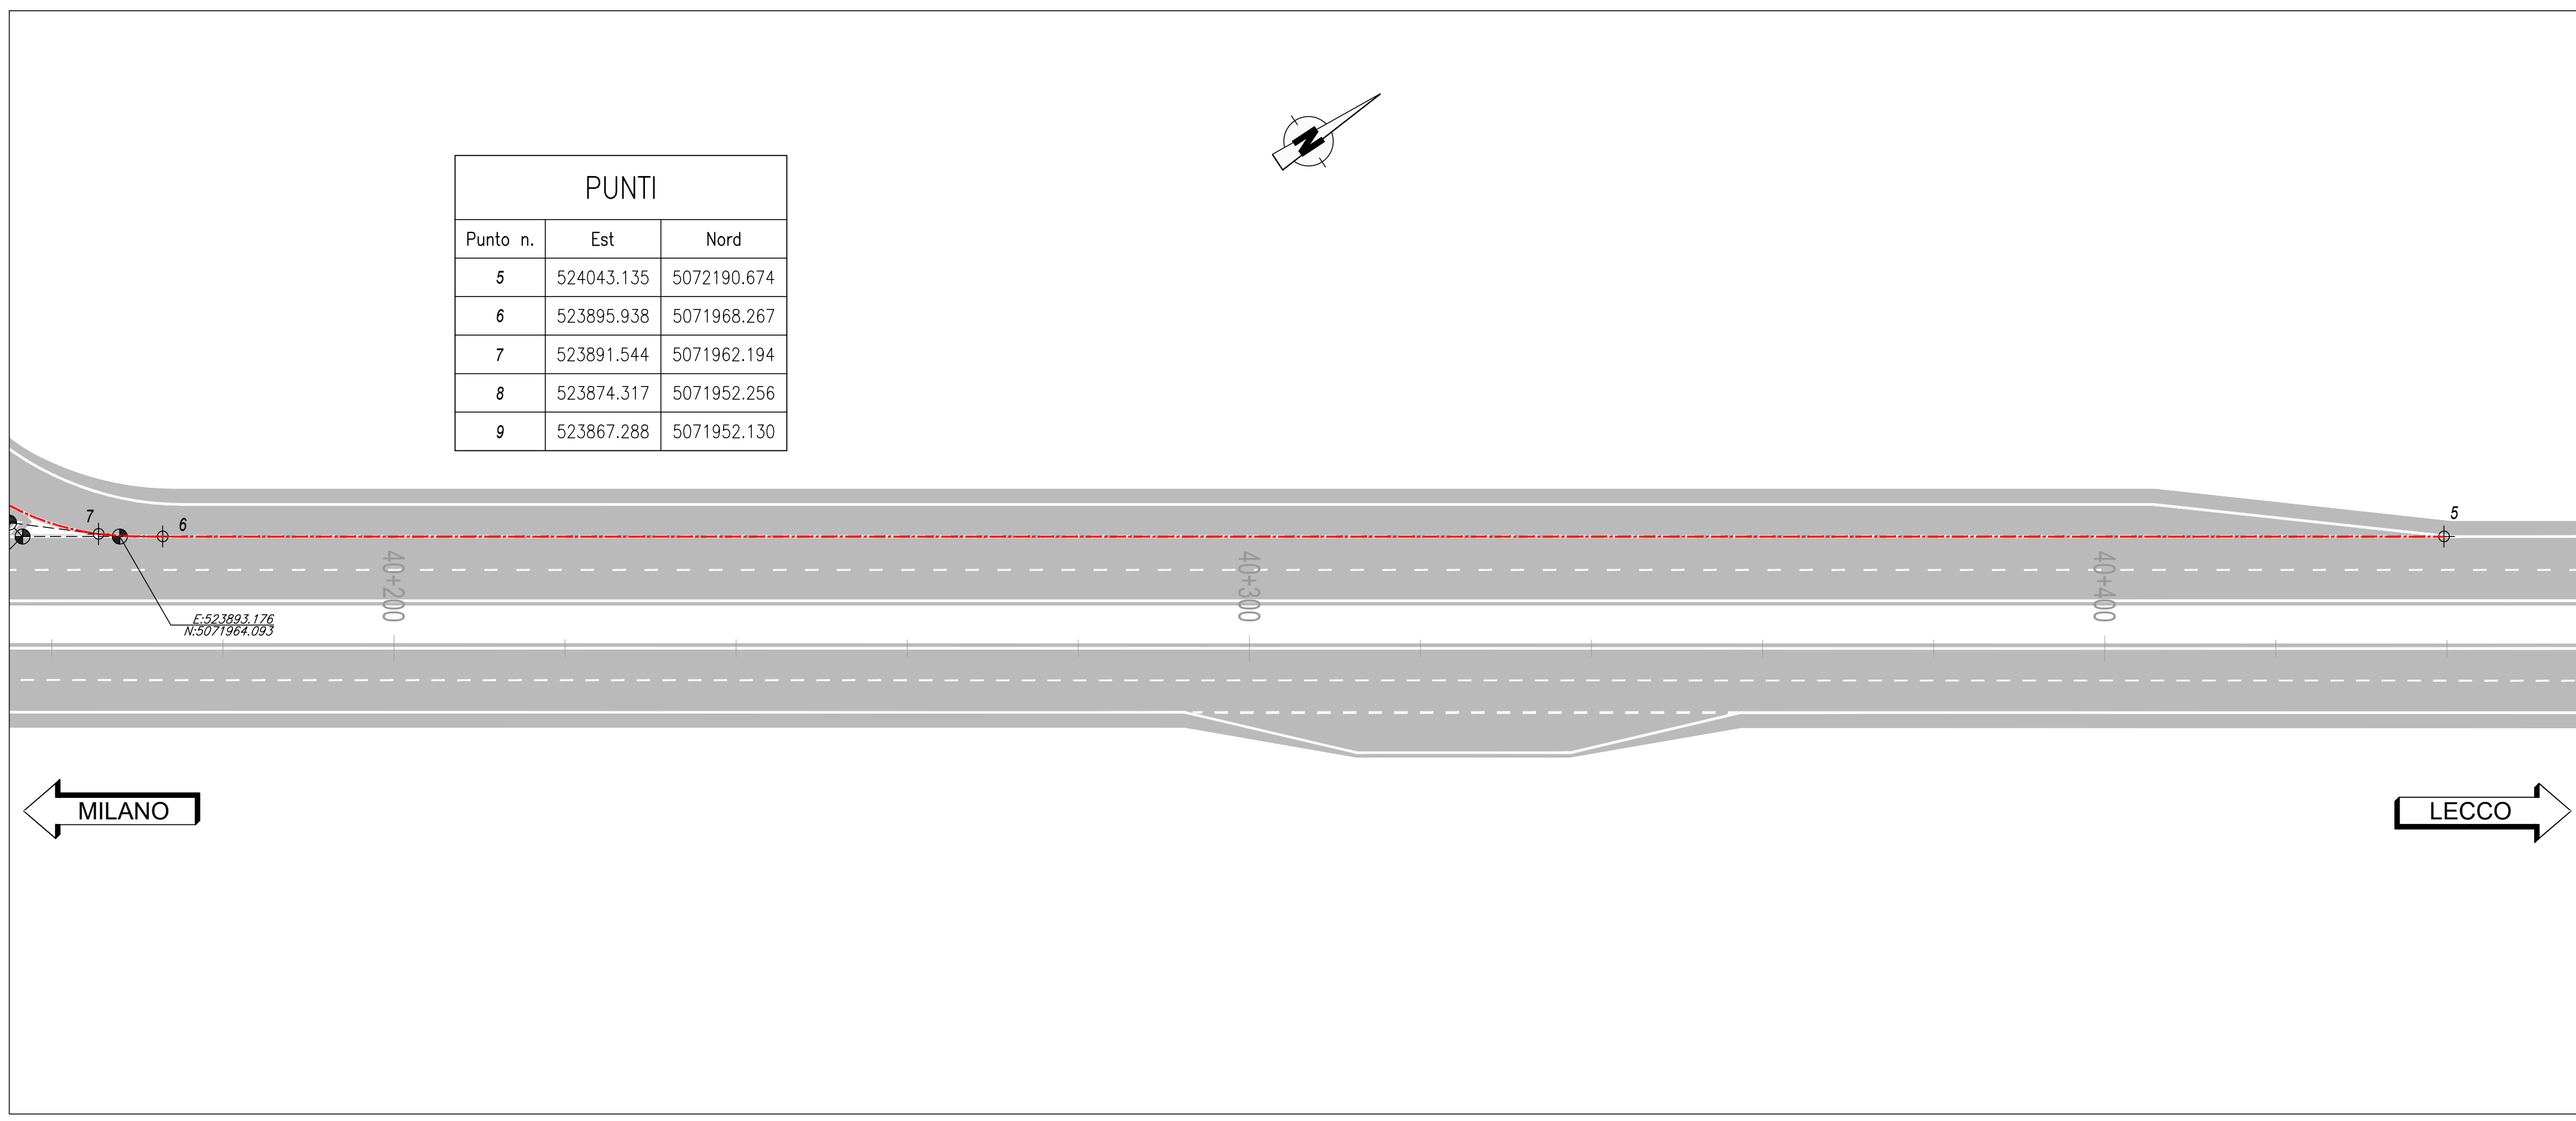 N
PUNTI
Punto n. Est Nord
5 524043.135 5072190.674
6 523895.938 5071968.267
7 523891.544 5071962.194
8 523874.317 5071952.256
9 523867.288 5071952.130
7
6
5
40+200
40+300
40+400
E:523893.176
N:5071964.093
MILANO
LECCO